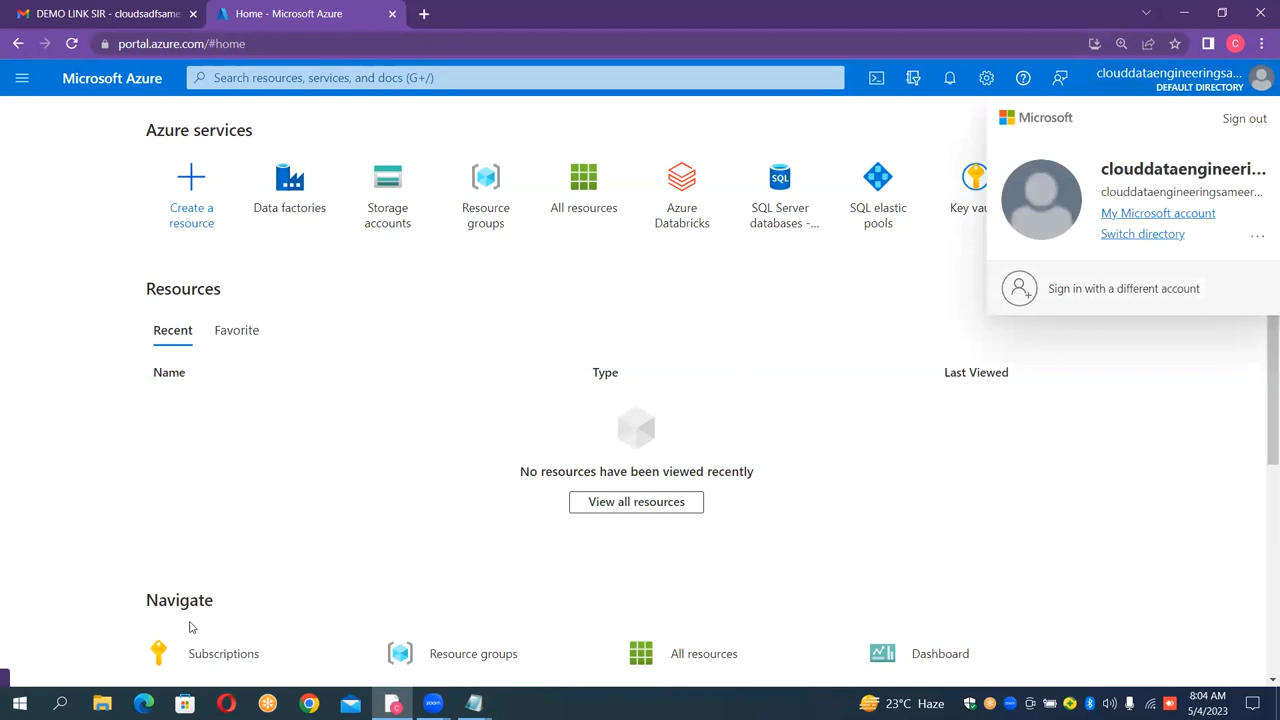 DEMO LINK SIR - cloudsadfsame
Home - Microsoft Azure
portal.azure.com/#home
Microsoft Azure
Search resources, services, and docs (G+/)
clouddataengineeringsa...
DEFAULT DIRECTORY
Azure services
Microsoft
Sign out
Create a
resource
Data factories
Storage
accounts
Resource
groups
All resources
Azure
Databricks
SQL
SQL Server
databases -...
SQL elastic
pools
Key vau
clouddataengineeri...
clouddataengineeringsameer...
My Microsoft account
Switch directory
...
Sign in with a different account
Resources
Recent
Favorite
Name
Type
Last Viewed
No resources have been viewed recently
View all resources
Navigate
Subscriptions
Resource groups
All resources
Dashboard
23°C Haze
8:04 AM
5/4/2023